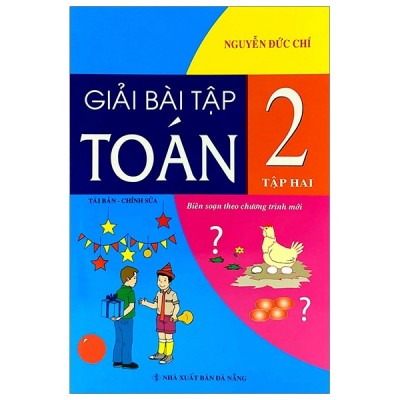 NGUYỄN ĐỨC CHÍ
GIẢI BÀI TẬP
TOÁN 2
TẬP HAI
TÁI BẢN - CHỈNH SỬA
Biên soạn theo chương trình mới
?
?
NHÀ XUẤT BẢN ĐÀ NẴNG